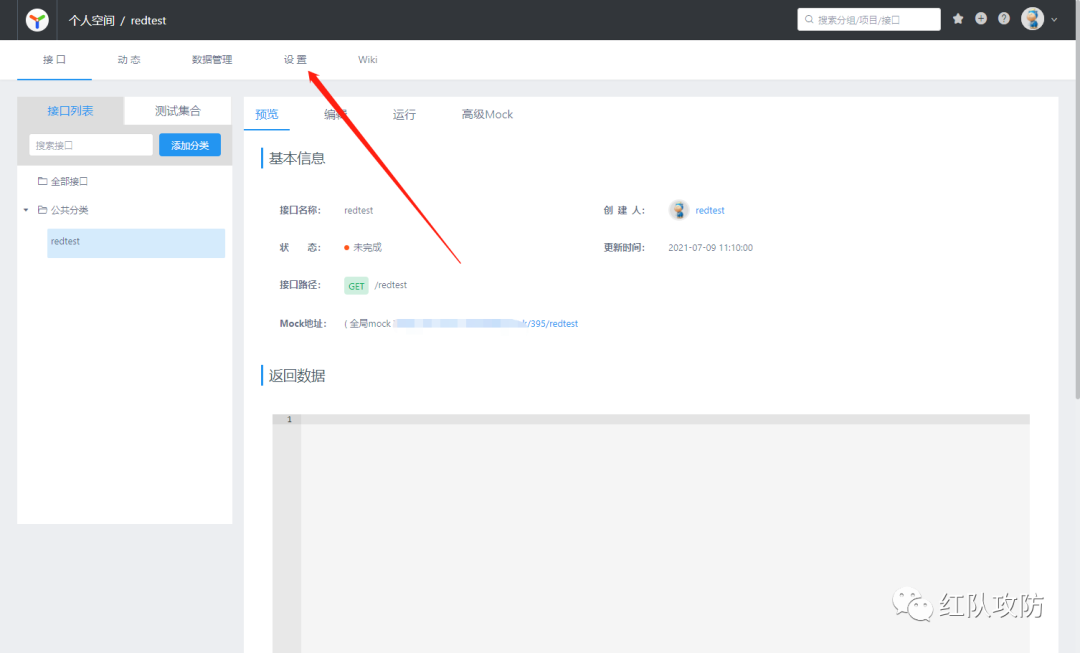 个人空间 / redtest
搜索分组/项目/接口
接口 动态 数据管理 设置 Wiki
接口列表 测试集合
搜索接口 添加分类
全部接口
公共分类
redtest
预览 编辑 运行 高级Mock
基本信息
接口名称: redtest 创建人: redtest
状态: 未完成 更新时间: 2021-07-09 11:10:00
接口路径: GET /redtest
Mock地址: ( 全局mock /395/redtest
返回数据
1
红队攻防